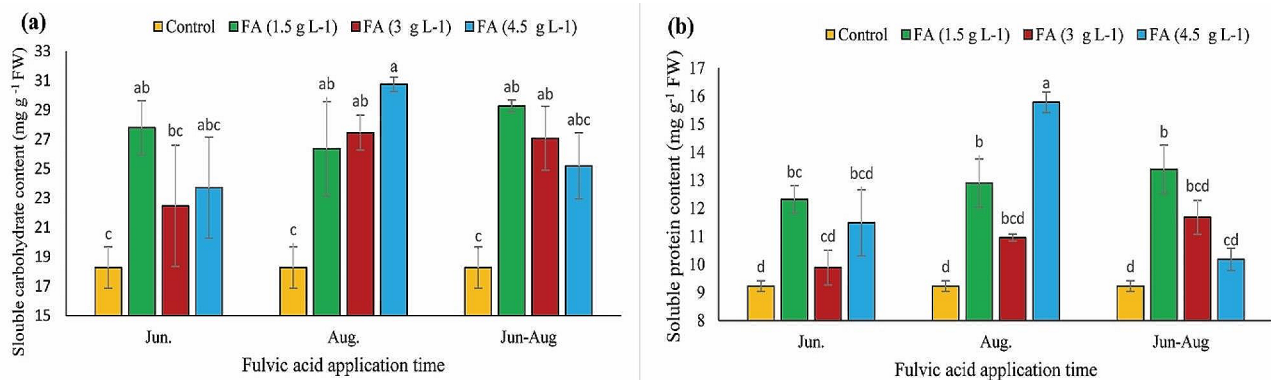 (a)
Control FA (1.5 g L-1) FA (3 g L-1) FA (4.5 g L-1)
Slouble carbohydrate content (mg g -1 FW)
33
31
29
27
25
23
21
19
17
15
c ab bc abc
c ab ab a
c ab ab abc
Jun. Aug. Jun-Aug
Fulvic acid application time
(b)
Control FA (1.5 g L-1) FA (3 g L-1) FA (4.5 g L-1)
Soluble protein content (mg g-1 FW)
17
16
15
14
13
12
11
10
9
8
d bc cd bcd
d b bcd a
d b bcd cd
Jun. Aug. Jun-Aug
Fulvic acid application time